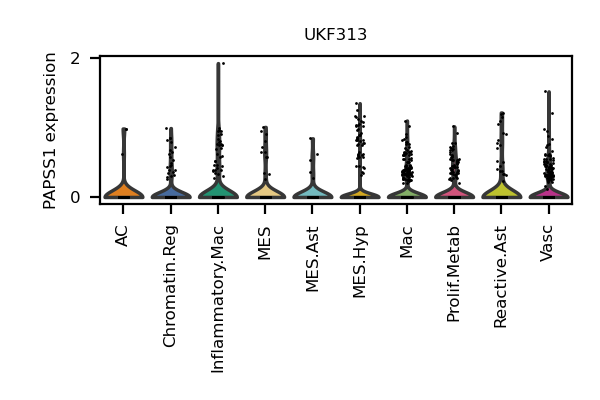 UKF313
PAPSS1 expression
2
0
AC
Chromatin.Reg
Inflammatory.Mac
MES
MES.Ast
MES.Hyp
Mac
Prolif.Metab
Reactive.Ast
Vasc